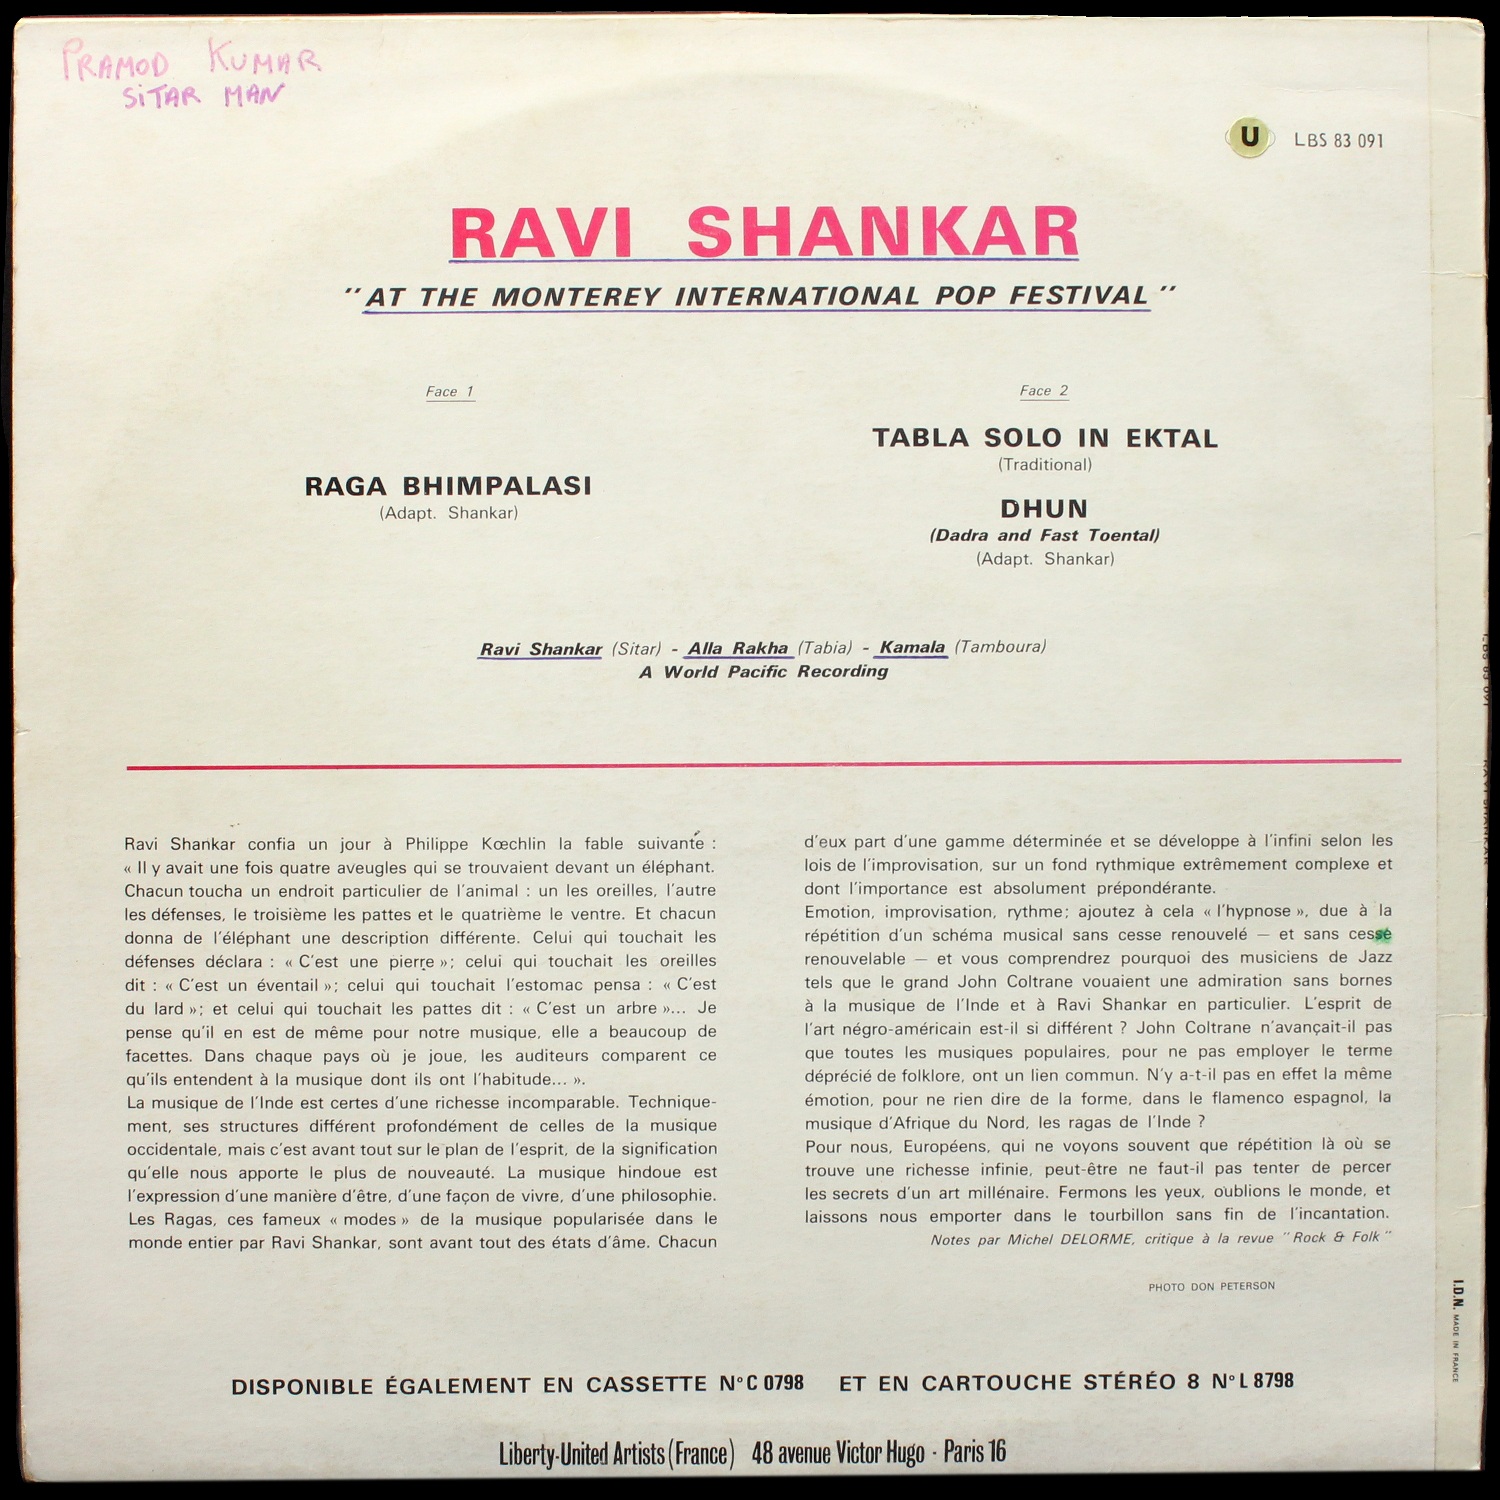 PRAMOD KUMAR
SiTAR MAN
U LBS 83 091
RAVI SHANKAR
"AT THE MONTEREY INTERNATIONAL POP FESTIVAL"
Face 1
RAGA BHIMPALASI
(Adapt. Shankar)
Face 2
TABLA SOLO IN EKTAL
(Traditional)
DHUN
(Dadra and Fast Toental)
(Adapt. Shankar)
Ravi Shankar (Sitar) - Alla Rakha (Tabia) - Kamala (Tamboura)
A World Pacific Recording
Ravi Shankar confia un jour à Philippe Kœchlin la fable suivante :
« Il y avait une fois quatre aveugles qui se trouvaient devant un éléphant.
Chacun toucha un endroit particulier de l'animal : un les oreilles, l'autre
les défenses, le troisième les pattes et le quatrième le ventre. Et chacun
donna de l'éléphant une description différente. Celui qui touchait les
défenses déclara : « C'est une pierre »; celui qui touchait les oreilles
dit : « C'est un éventail »; celui qui touchait l'estomac pensa : « C'est
du lard »; et celui qui touchait les pattes dit : « C'est un arbre »... Je
pense qu'il en est de même pour notre musique, elle a beaucoup de
facettes. Dans chaque pays où je joue, les auditeurs comparent ce
qu'ils entendent à la musique dont ils ont l'habitude... ».
La musique de l'Inde est certes d'une richesse incomparable. Technique-
ment, ses structures différent profondément de celles de la musique
occidentale, mais c'est avant tout sur le plan de l'esprit, de la signification
qu'elle nous apporte le plus de nouveauté. La musique hindoue est
l'expression d'une manière d'être, d'une façon de vivre, d'une philosophie.
Les Ragas, ces fameux « modes » de la musique popularisée dans le
monde entier par Ravi Shankar, sont avant tout des états d'âme. Chacun
d'eux part d'une gamme déterminée et se développe à l'infini selon les
lois de l'improvisation, sur un fond rythmique extrêmement complexe et
dont l'importance est absolument prépondérante.
Emotion, improvisation, rythme; ajoutez à cela « l'hypnose », due à la
répétition d'un schéma musical sans cesse renouvelé — et sans cesse
renouvelable — et vous comprendrez pourquoi des musiciens de Jazz
tels que le grand John Coltrane vouaient une admiration sans bornes
à la musique de l'Inde et à Ravi Shankar en particulier. L'esprit de
l'art négro-américain est-il si différent ? John Coltrane n'avançait-il pas
que toutes les musiques populaires, pour ne pas employer le terme
déprécié de folklore, ont un lien commun. N'y a-t-il pas en effet la même
émotion, pour ne rien dire de la forme, dans le flamenco espagnol, la
musique d'Afrique du Nord, les ragas de l'Inde ?
Pour nous, Européens, qui ne voyons souvent que répétition là où se
trouve une richesse infinie, peut-être ne faut-il pas tenter de percer
les secrets d'un art millénaire. Fermons les yeux, oublions le monde, et
laissons nous emporter dans le tourbillon sans fin de l'incantation.
Notes par Michel DELORME, critique à la revue "Rock & Folk"
PHOTO DON PETERSON
DISPONIBLE ÉGALEMENT EN CASSETTE N° C 0798 ET EN CARTOUCHE STÉRÉO 8 N° L 8798
Liberty-United Artists (France) 48 avenue Victor Hugo - Paris 16
I.D.N. MADE IN FRANCE
LBS 83 091 RAVI SHANKAR